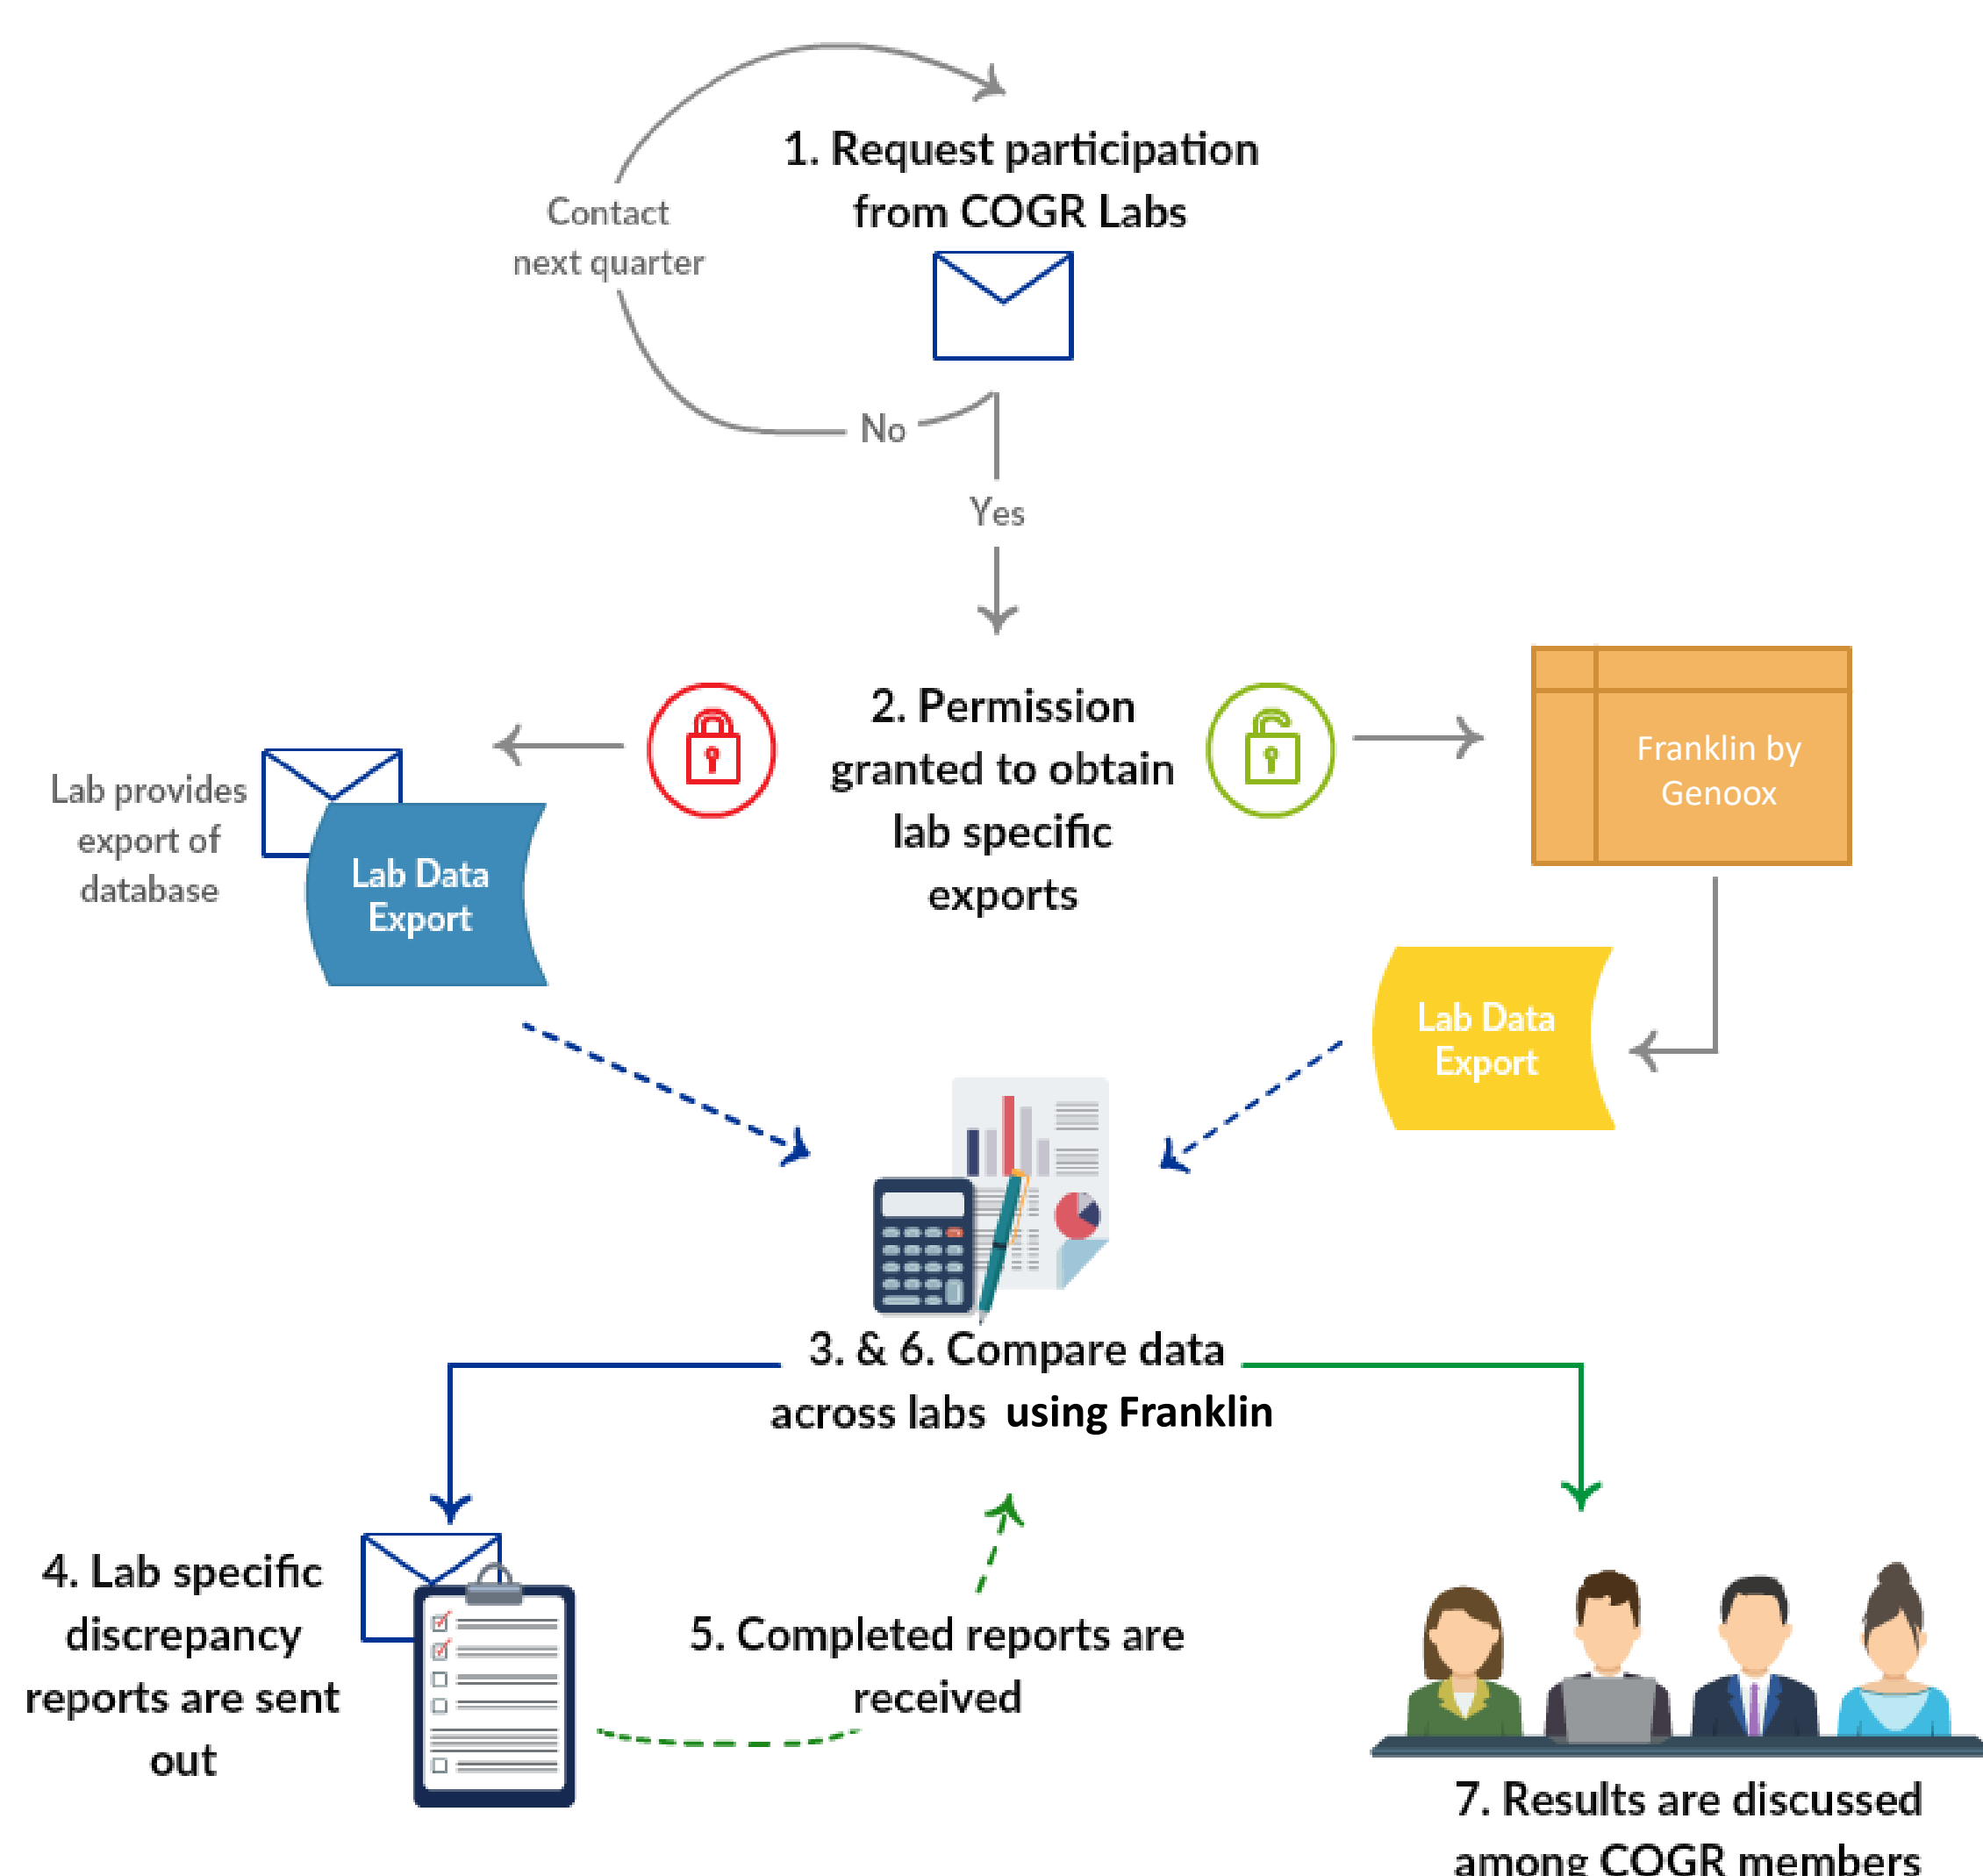 1. Request participation
from COGR Labs
Contact
next quarter
No
Yes
2. Permission
granted to obtain
lab specific
exports
Franklin by
Genoox
Lab provides
export of
database
Lab Data
Export
Lab Data
Export
3. & 6. Compare data
across labs using Franklin
4. Lab specific
discrepancy
reports are sent
out
5. Completed reports are
received
7. Results are discussed
among COGR members